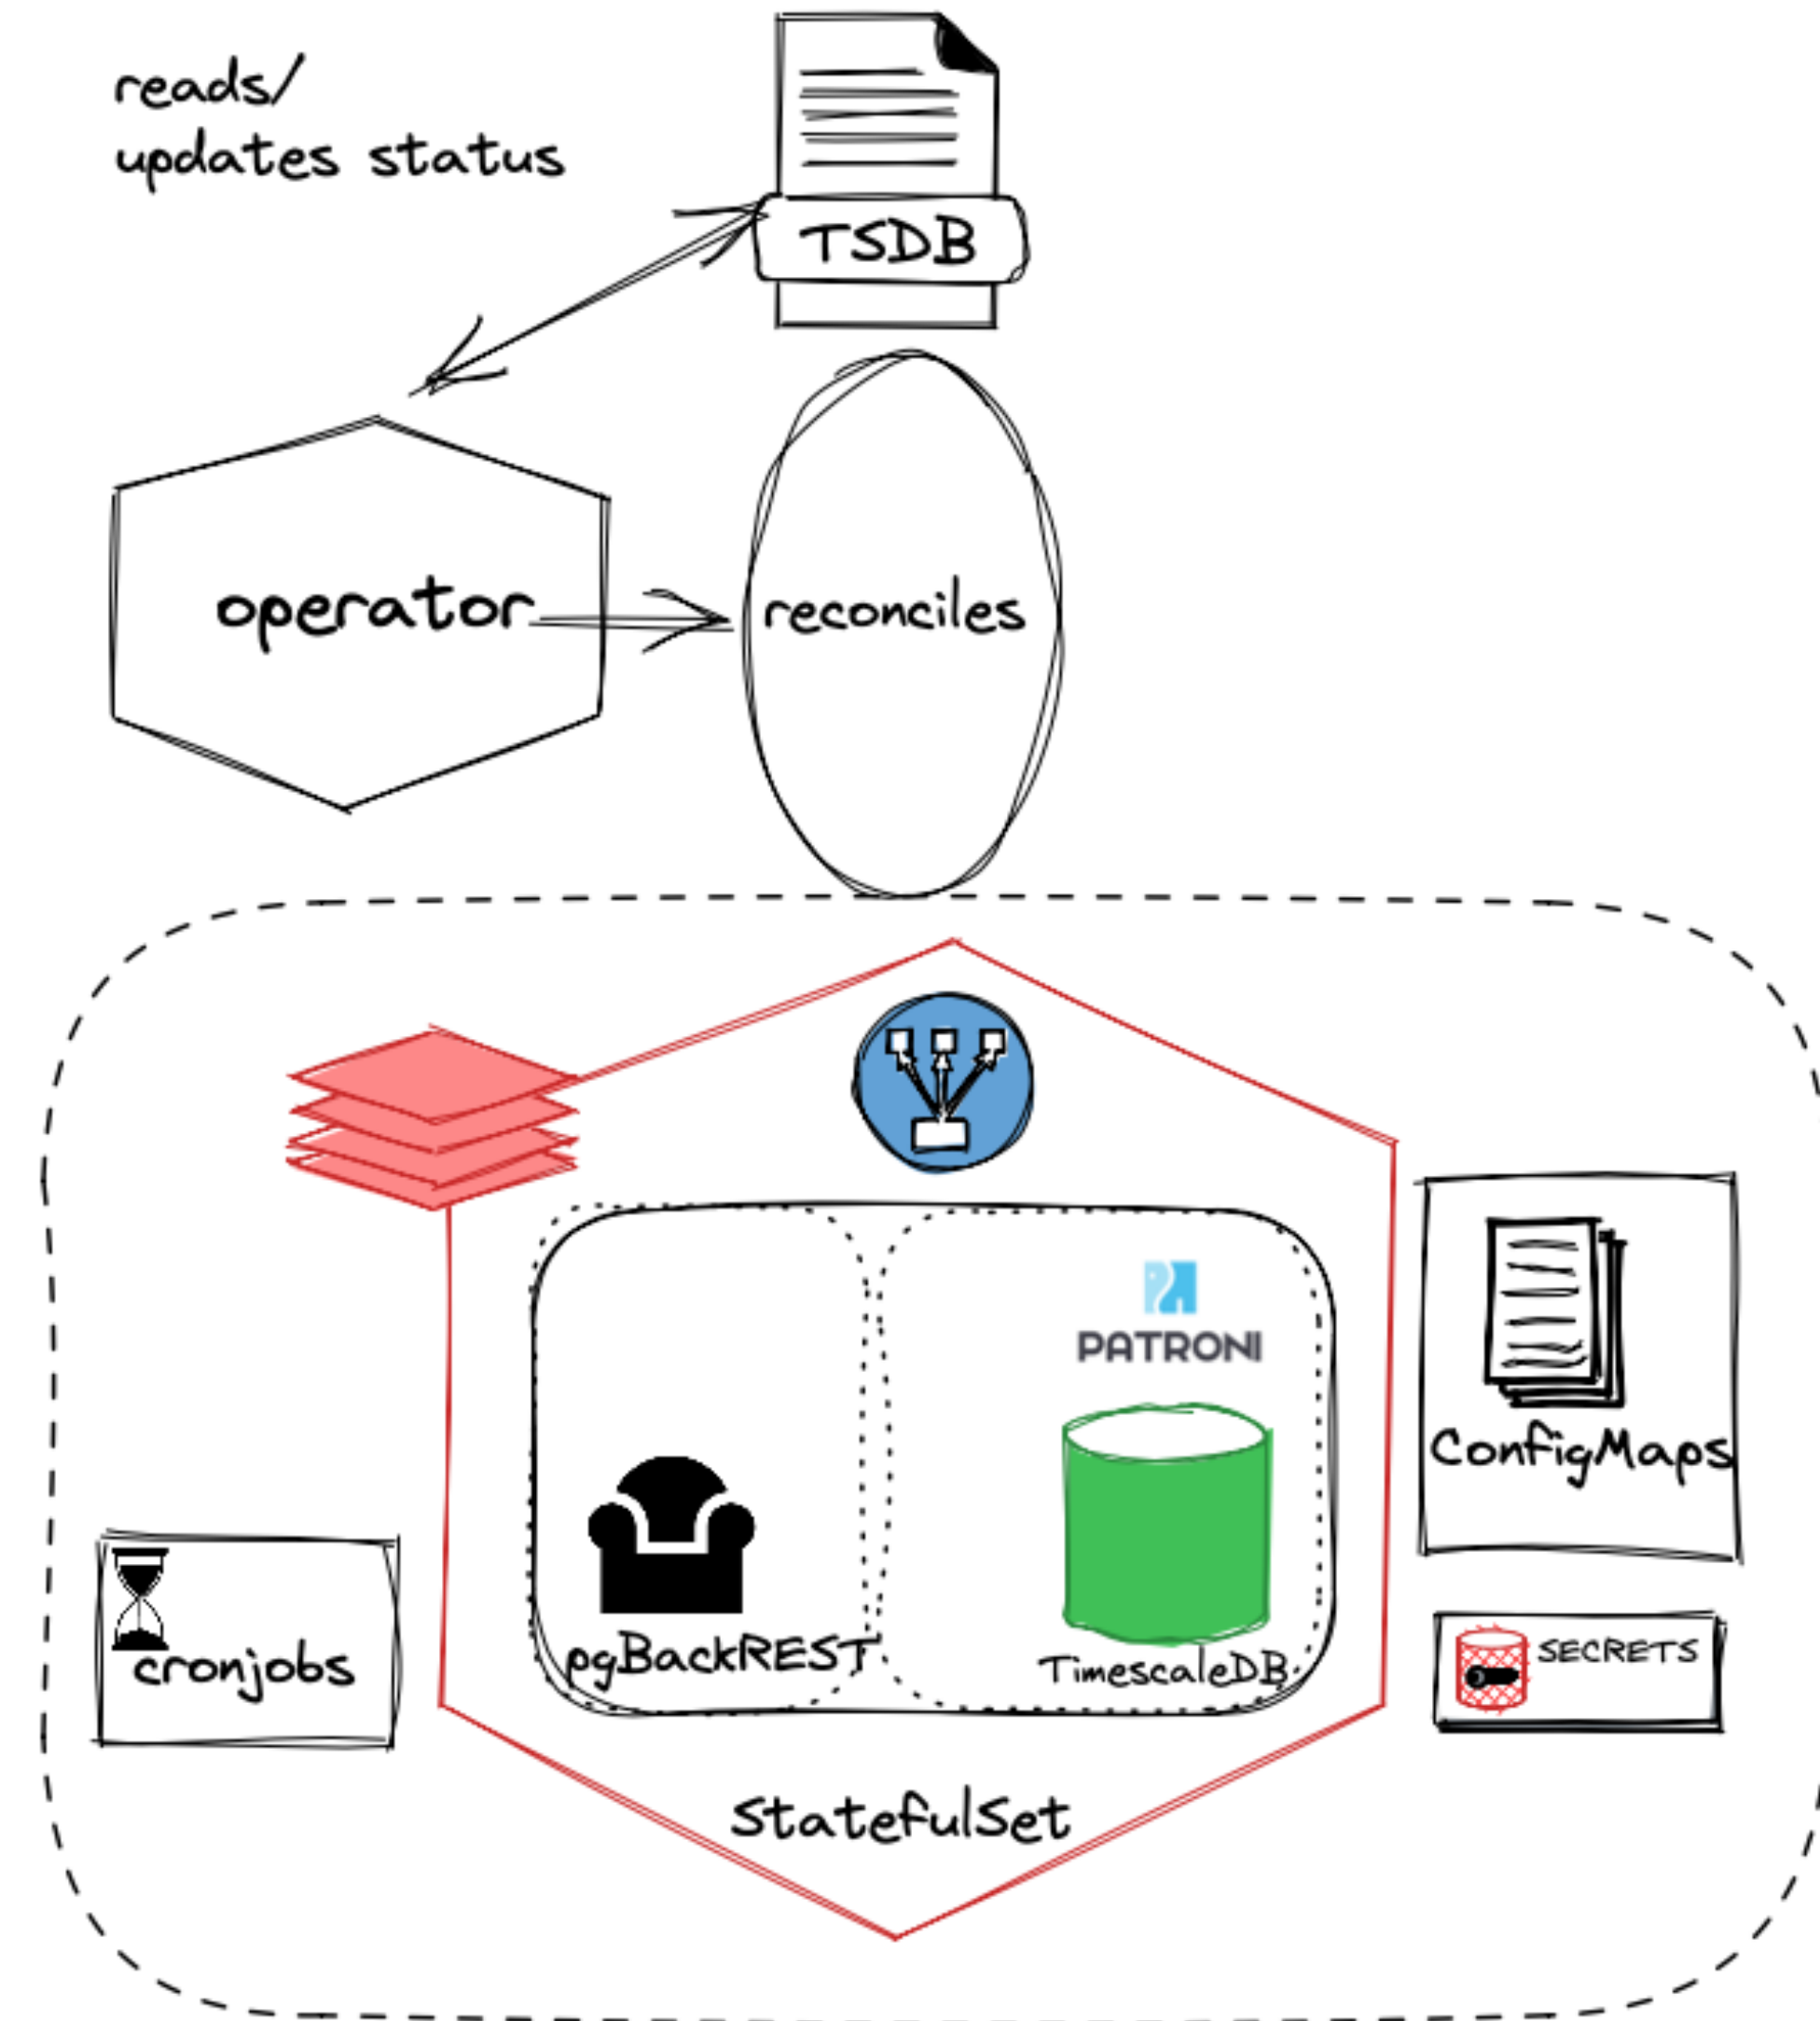 reads/
updates status
TSDB
operator
reconciles
PATRONI
ConfigMaps
pgBackREST
TimescaleDB
cronjobs
SECRETS
StatefulSet